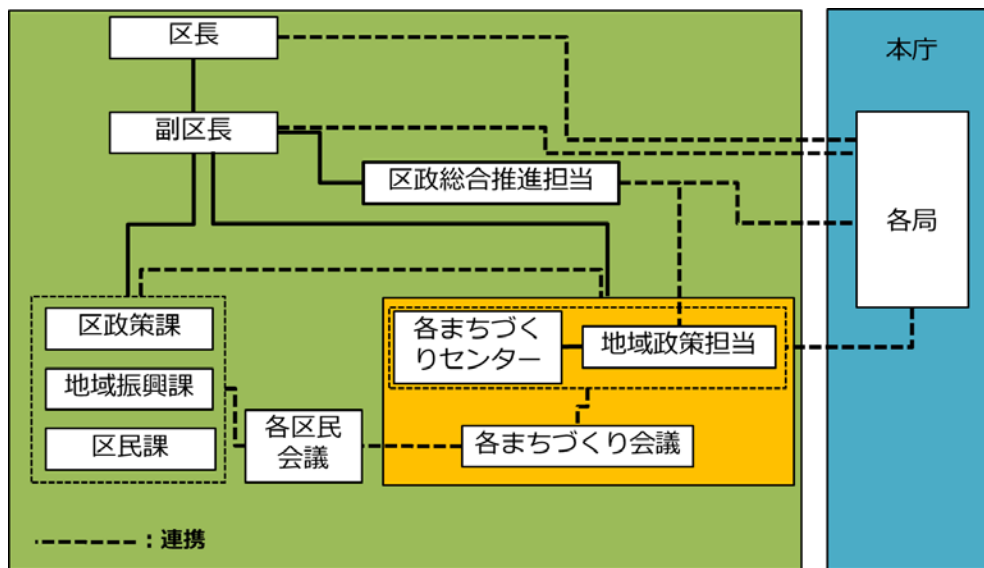 区長
本庁
副区長
区政総合推進担当
各局
区政策課
各まちづく
りセンター
地域政策担当
地域振興課
各区民
会議
各まちづくり会議
区民課
：連携